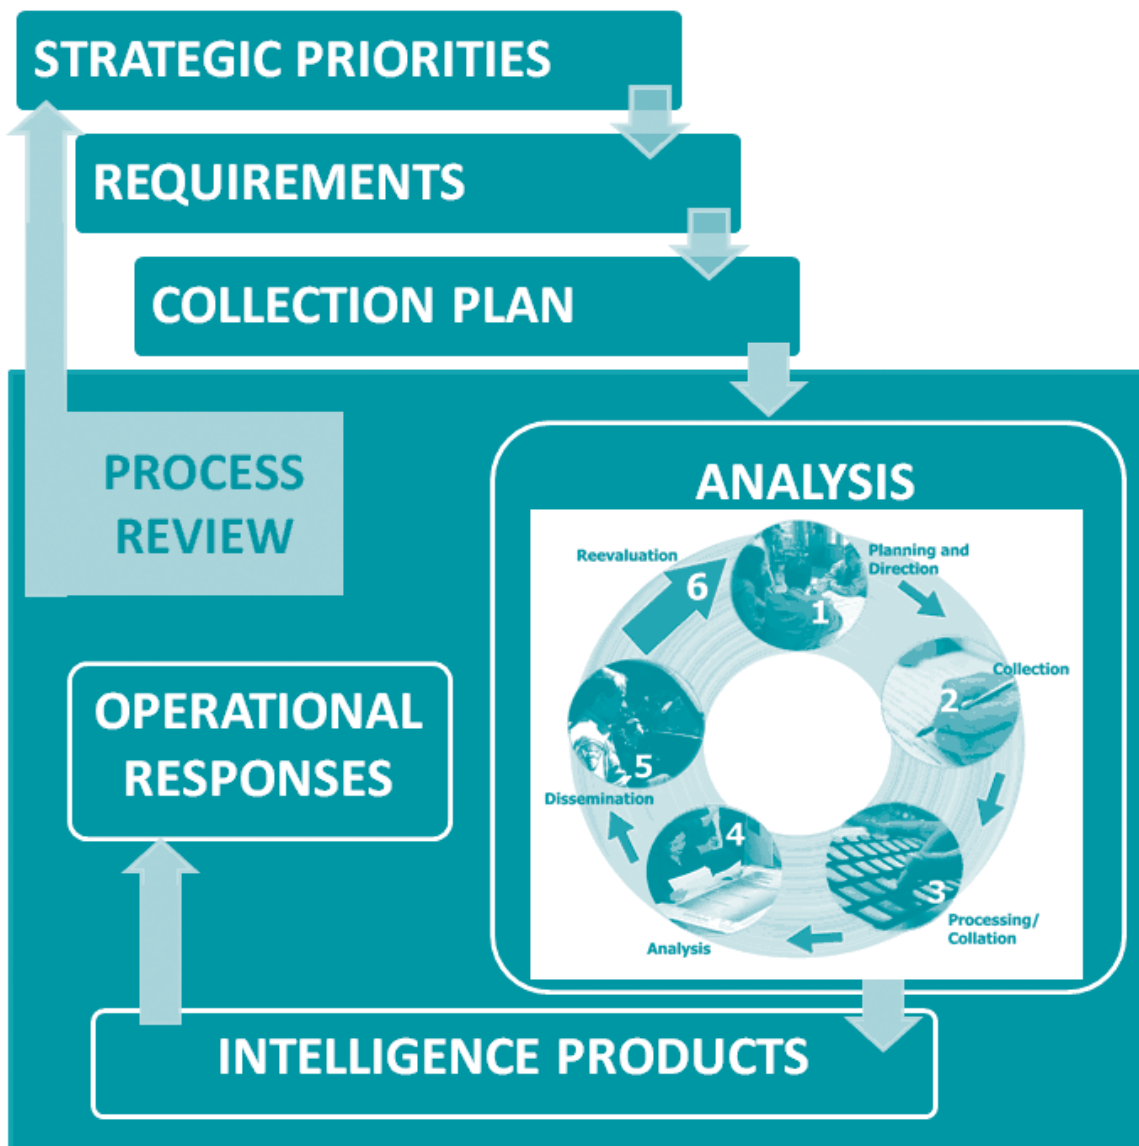 STRATEGIC PRIORITIES
REQUIREMENTS
COLLECTION PLAN
PROCESS
REVIEW
ANALYSIS
Reevaluation
6
1
Planning and
Direction
2
Collection
3
Processing/
Collation
4
Analysis
5
Dissemination
OPERATIONAL
RESPONSES
INTELLIGENCE PRODUCTS